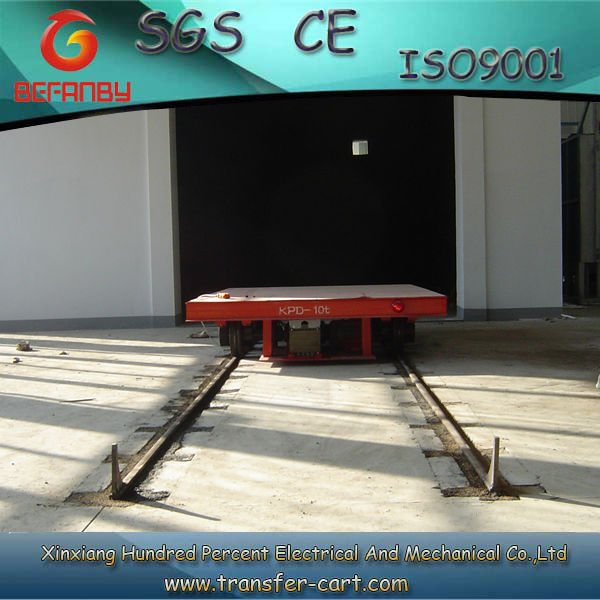 SGS CE
ISO9001
BEFANBY
KPD-10t
Xinxiang Hundred Percent Electrical And Mechanical Co.,Ltd
www.transfer-cart.com